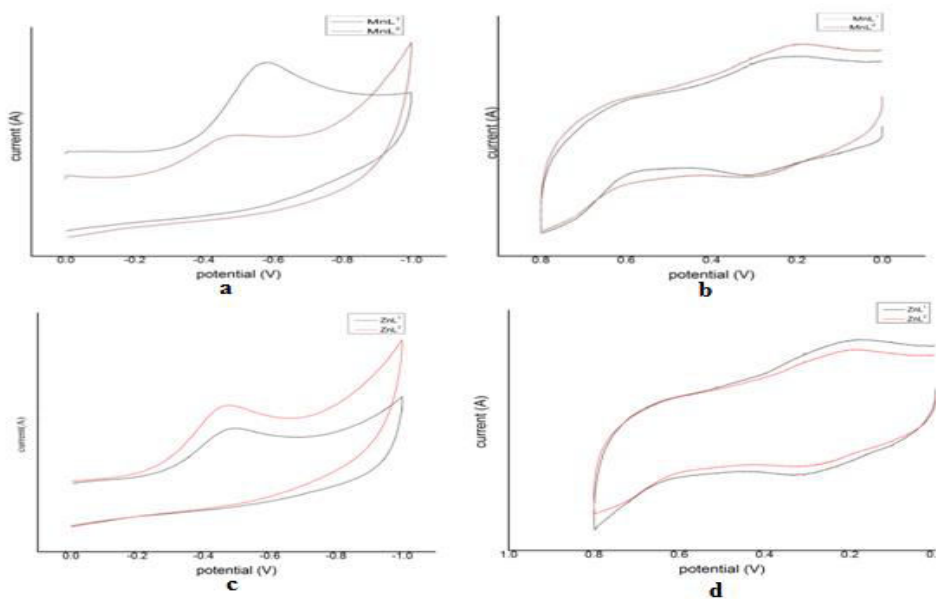 MnL¹
MnL²
current (A)
0.0 -0.2 -0.4 -0.6 -0.8 -1.0
potential (V)
a
MnL¹
MnL²
current (A)
0.8 0.6 0.4 0.2 0.0
potential (V)
b
ZnL¹
ZnL²
current(A)
0.0 -0.2 -0.4 -0.6 -0.8 -1.0
potential (V)
c
ZnL¹
ZnL²
current (A)
1.0 0.8 0.6 0.4 0.2
potential (V)
d